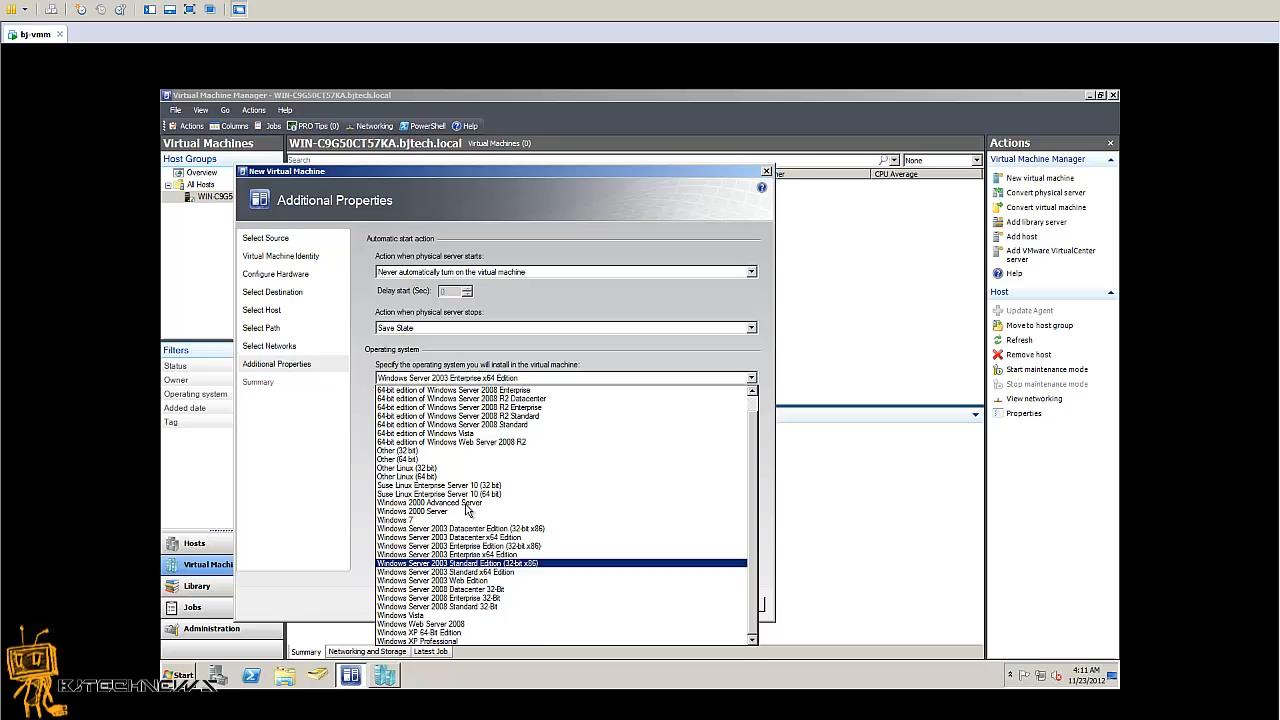 bj-vmm
Virtual Machine Manager - WIN-C9G50CT57KA.bjtech.local
File View Go Actions Help
Actions Columns Jobs PRO Tips (0) Networking PowerShell Help
Virtual Machines
WIN-C9G50CT57KA.bjtech.local Virtual Machines (0)
Actions
Host Groups
Search
None
Virtual Machine Manager
Overview
All Hosts
WIN-C9G5
ner
CPU Average
New virtual machine
Convert physical server
Convert virtual machine
Add library server
Add host
Add VMware VirtualCenter
server
Help
Host
Update Agent
Move to host group
Refresh
Remove host
Start maintenance mode
Stop maintenance mode
View networking
Properties
New Virtual Machine
Additional Properties
Select Source
Virtual Machine Identity
Configure Hardware
Select Destination
Select Host
Select Path
Select Networks
Additional Properties
Summary
Automatic start action
Action when physical server starts:
Never automatically turn on the virtual machine
Delay start (Sec): 0
Action when physical server stops:
Save State
Operating system
Specify the operating system you will install in the virtual machine:
Windows Server 2003 Enterprise x64 Edition
64-bit edition of Windows Server 2008 Enterprise
64-bit edition of Windows Server 2008 R2 Datacenter
64-bit edition of Windows Server 2008 R2 Enterprise
64-bit edition of Windows Server 2008 R2 Standard
64-bit edition of Windows Server 2008 Standard
64-bit edition of Windows Vista
64-bit edition of Windows Web Server 2008 R2
Other (32 bit)
Other (64 bit)
Other Linux (32 bit)
Other Linux (64 bit)
Suse Linux Enterprise Server 10 (32 bit)
Suse Linux Enterprise Server 10 (64 bit)
Windows 2000 Advanced Server
Windows 2000 Server
Windows 7
Windows Server 2003 Datacenter Edition (32-bit x86)
Windows Server 2003 Datacenter x64 Edition
Windows Server 2003 Enterprise Edition (32-bit x86)
Windows Server 2003 Enterprise x64 Edition
Windows Server 2003 Standard Edition (32-bit x86)
Windows Server 2003 Standard x64 Edition
Windows Server 2003 Web Edition
Windows Server 2008 Datacenter 32-Bit
Windows Server 2008 Enterprise 32-Bit
Windows Server 2008 Standard 32-Bit
Windows Vista
Windows Web Server 2008
Windows XP 64-Bit Edition
Windows XP Professional
Filters
Status
Owner
Operating system
Added date
Tag
Hosts
Virtual Machi
Library
Jobs
Administration
Summary Networking and Storage Latest Job
Start
4:11 AM
11/23/2012
BJTECHNEWS